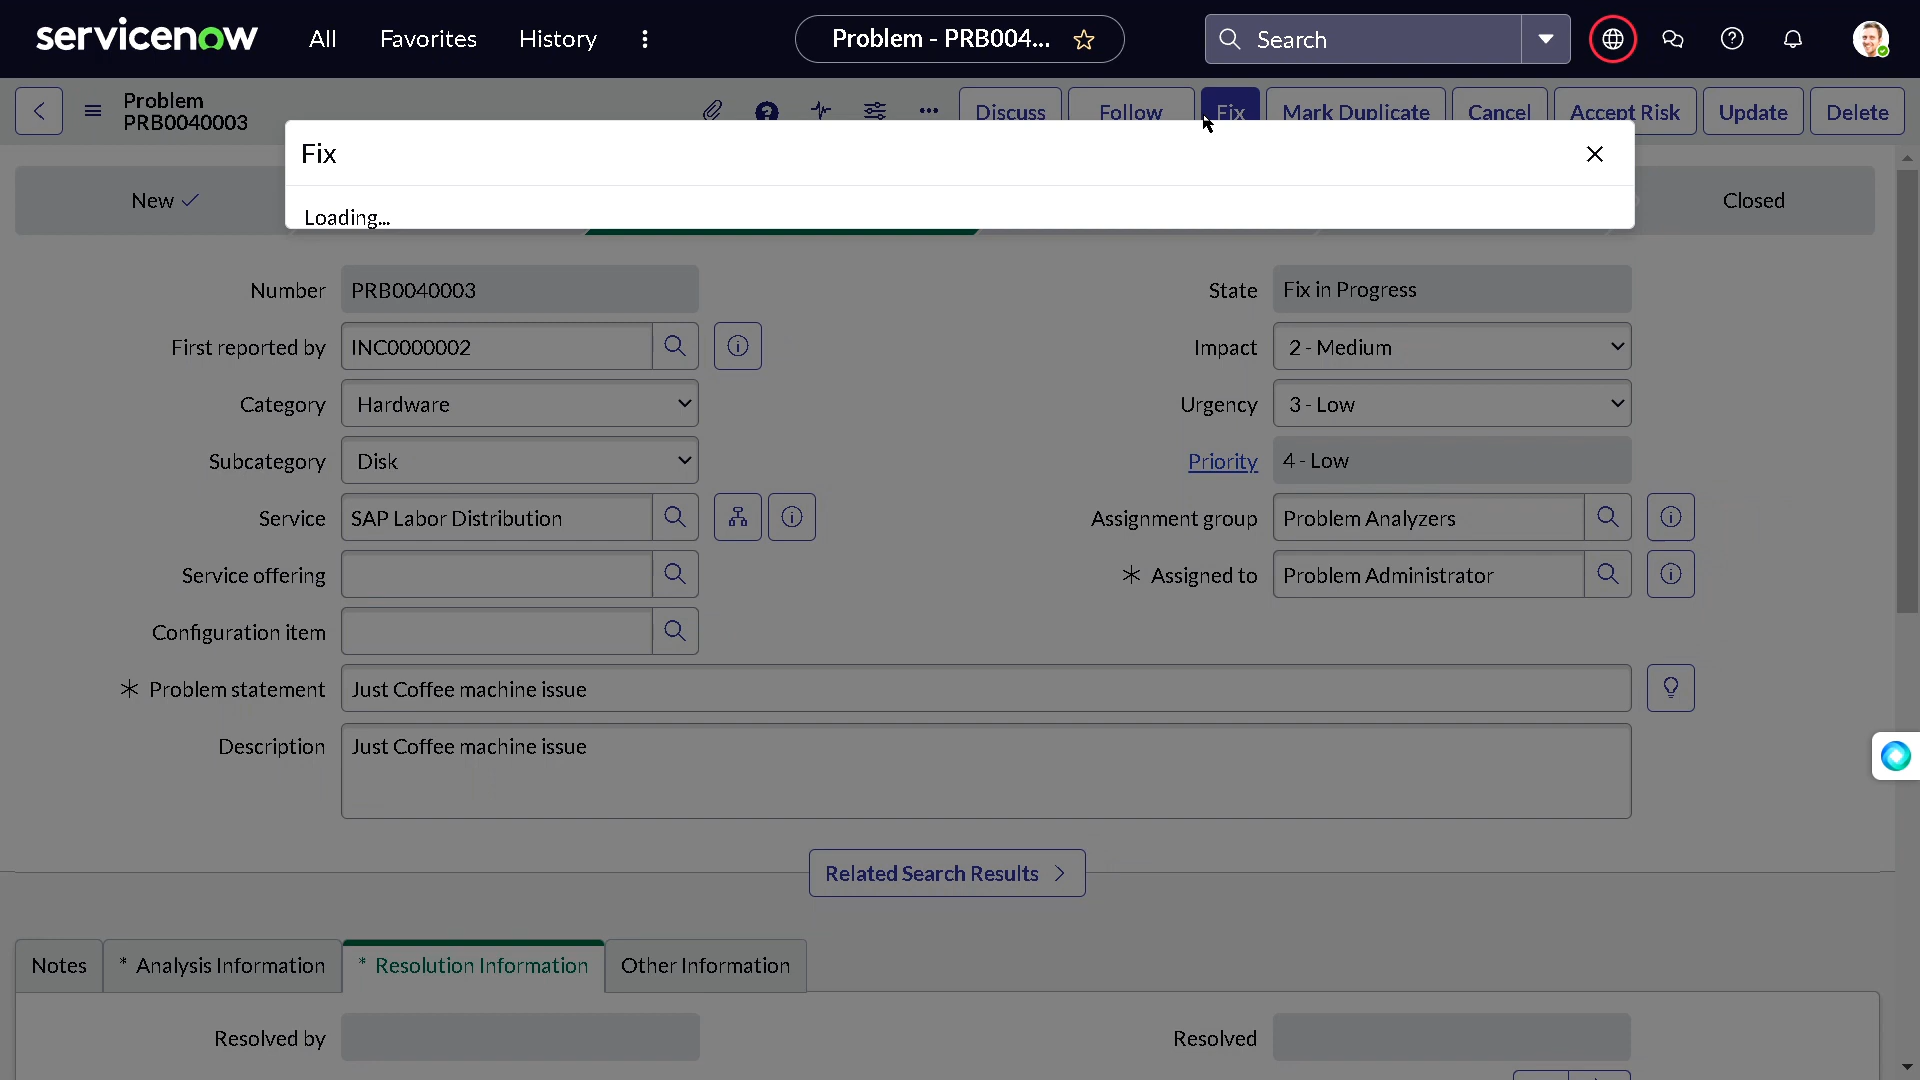 servicenow
All
Favorites
History
Problem - PRB004...
Search
Problem
PRB0040003
Discuss
Follow
Fix
Mark Duplicate
Cancel
Accept Risk
Update
Delete
Fix
Loading...
New
Closed
Number
PRB0040003
State
Fix in Progress
First reported by
INC0000002
Impact
2 - Medium
Category
Hardware
Urgency
3 - Low
Subcategory
Disk
Priority
4 - Low
Service
SAP Labor Distribution
Assignment group
Problem Analyzers
Service offering
Assigned to
Problem Administrator
Configuration item
Problem statement
Just Coffee machine issue
Description
Just Coffee machine issue
Related Search Results
Notes
* Analysis Information
* Resolution Information
Other Information
Resolved by
Resolved